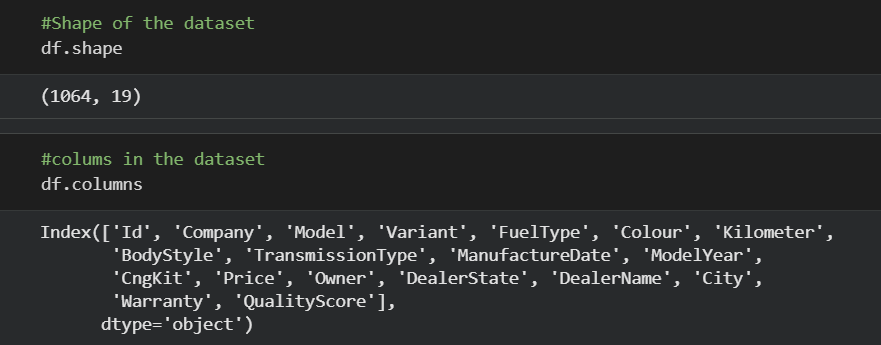 #Shape of the dataset
df.shape
(1064, 19)
#colums in the dataset
df.columns
Index(['Id', 'Company', 'Model', 'Variant', 'FuelType', 'Colour', 'Kilometer',
'BodyStyle', 'TransmissionType', 'ManufactureDate', 'ModelYear',
'CngKit', 'Price', 'Owner', 'DealerState', 'DealerName', 'City',
'Warranty', 'QualityScore'],
dtype='object')